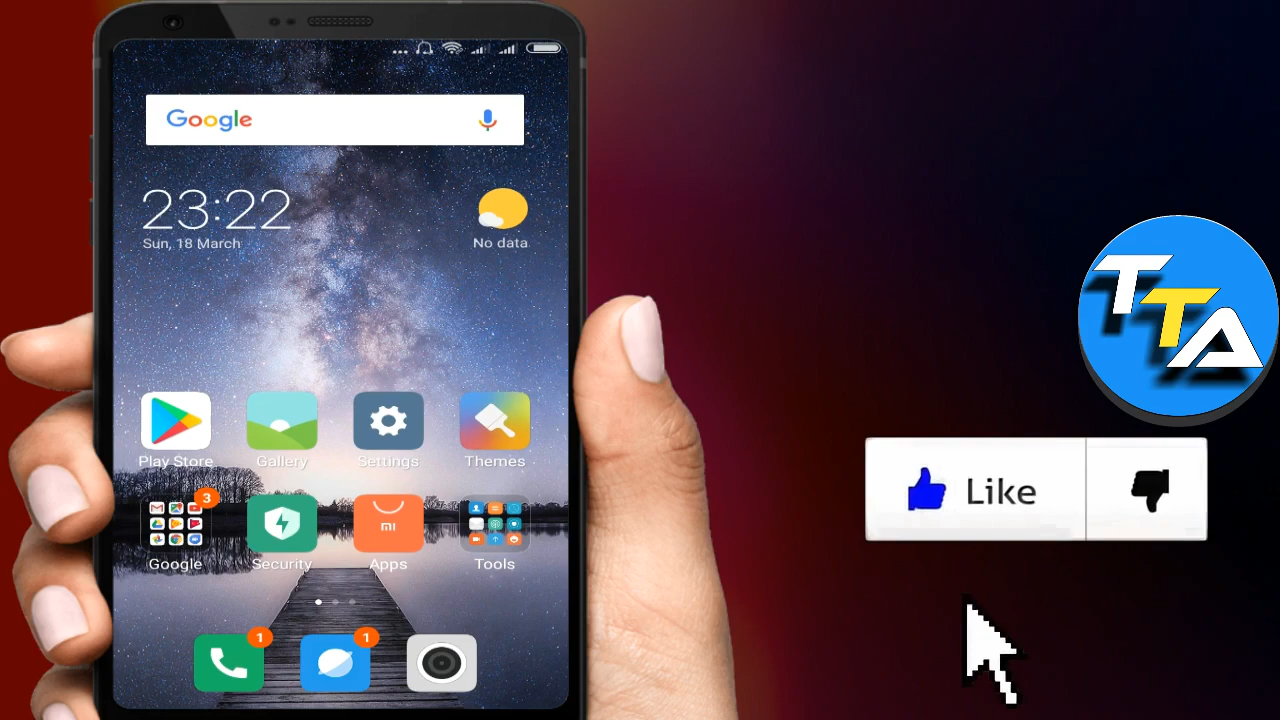 Google
23:22
Sun, 18 March
No data
Play Store
Gallery
Settings
Themes
3
mi
Google
Security
Apps
Tools
1
1
TTA
Like